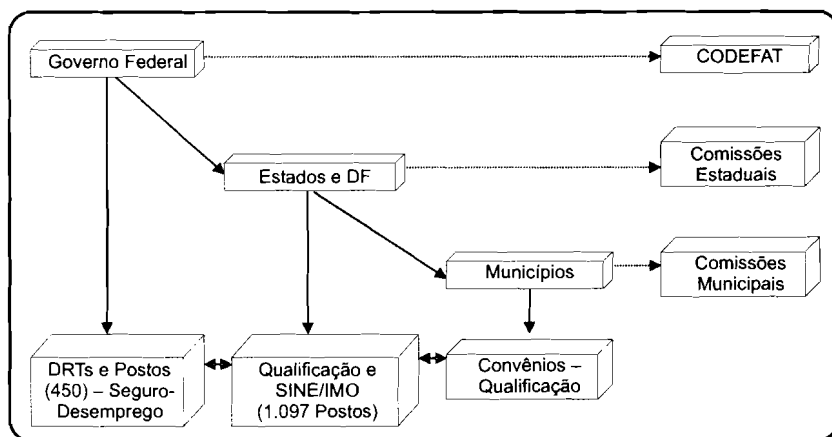 Governo Federal
CODEFAT
Estados e DF
Comissões
Estaduais
Municípios
Comissões
Municipais
DRTs e Postos
(450) – Seguro-
Desemprego
Qualificação e
SINE/IMO
(1.097 Postos)
Convênios –
Qualificação